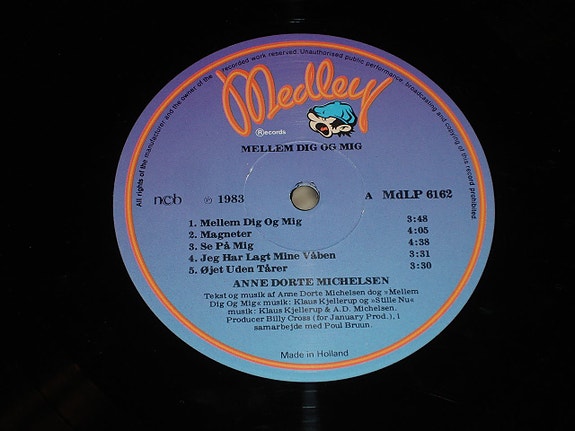 All rights of the manufacturer, and the owner of the recorded work reserved. Unauthorised public performance, broadcasting and copying of this record prohibited
Medley
Records
MELLEM DIG OG MIG
ncb ℗ 1983 A MdLP 6162
1. Mellem Dig Og Mig 3:48
2. Magneter 4:05
3. Se På Mig 4:38
4. Jeg Har Lagt Mine Våben 3:31
5. Øjet Uden Tårer 3:30
ANNE DORTE MICHELSEN
Tekst og musik af Anne Dorte Michelsen dog »Mellem
Dig Og Mig« musik: Klaus Kjellerup og »Stille Nu«
musik: Klaus Kjellerup & A.D. Michelsen.
Producer Billy Cross (for January Prod.), i
samarbejde med Poul Bruun.
Made in Holland